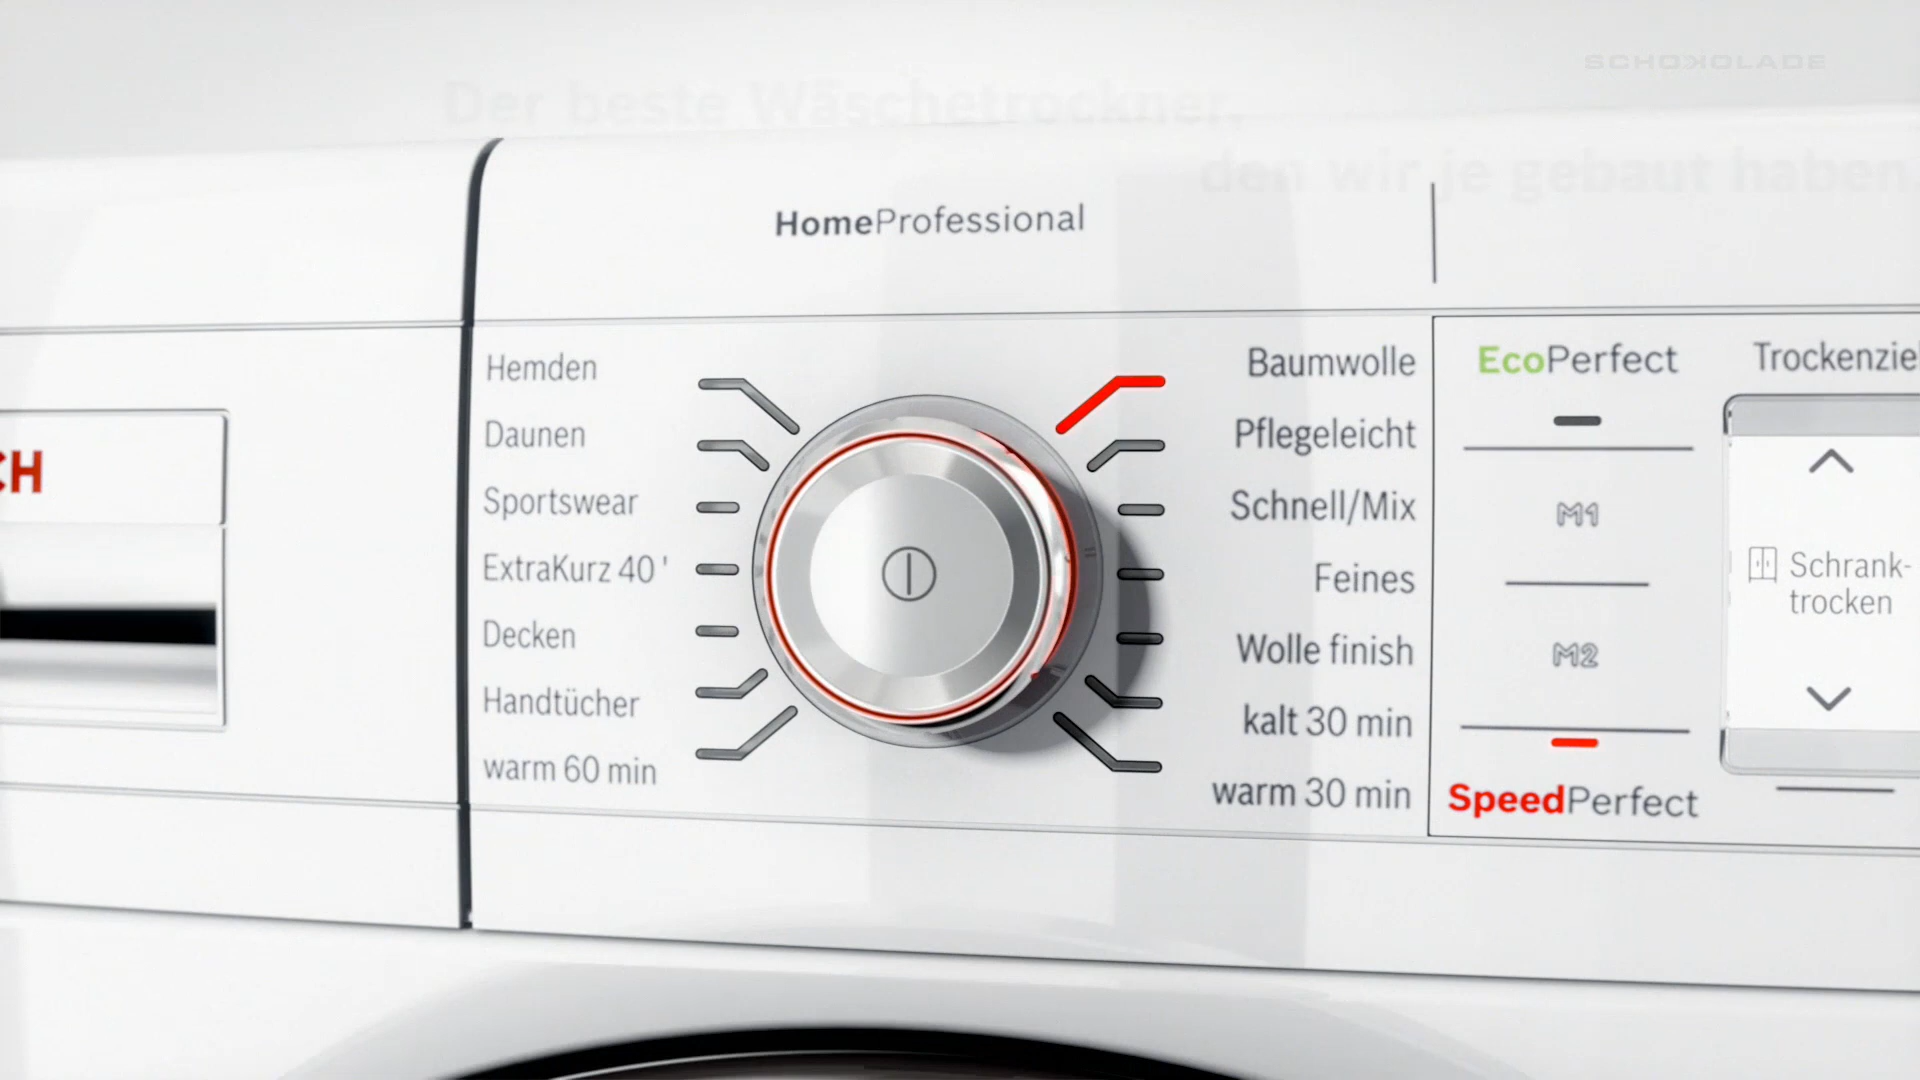 SCHOKOLADE
Der beste Wäschetrockner,
den wir je gebaut haben.
HomeProfessional
Hemden
Daunen
Sportswear
ExtraKurz 40 '
Decken
Handtücher
warm 60 min
Baumwolle
Pflegeleicht
Schnell/Mix
Feines
Wolle finish
kalt 30 min
warm 30 min
EcoPerfect
M1
M2
SpeedPerfect
Trockenziel
Schrank-
trocken
CH